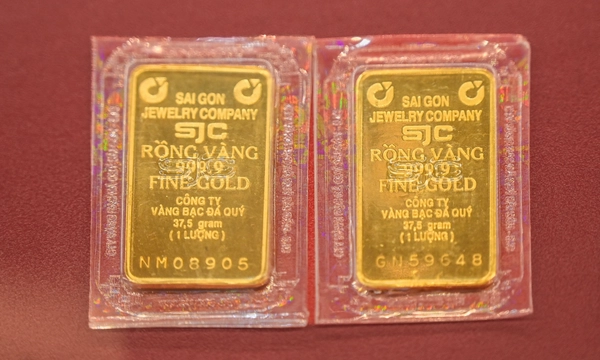 SAI GON
JEWELRY COMPANY
SJC
RỒNG VÀNG
999,9
FINE GOLD
CÔNG TY
VÀNG BẠC ĐÁ QUÝ
37,5 gram
(1 LƯỢNG)
NM08905
SAI GON
JEWELRY COMPANY
SJC
RỒNG VÀNG
999,9
FINE GOLD
CÔNG TY
VÀNG BẠC ĐÁ QUÝ
37,5 gram
(1 LƯỢNG)
GN59648